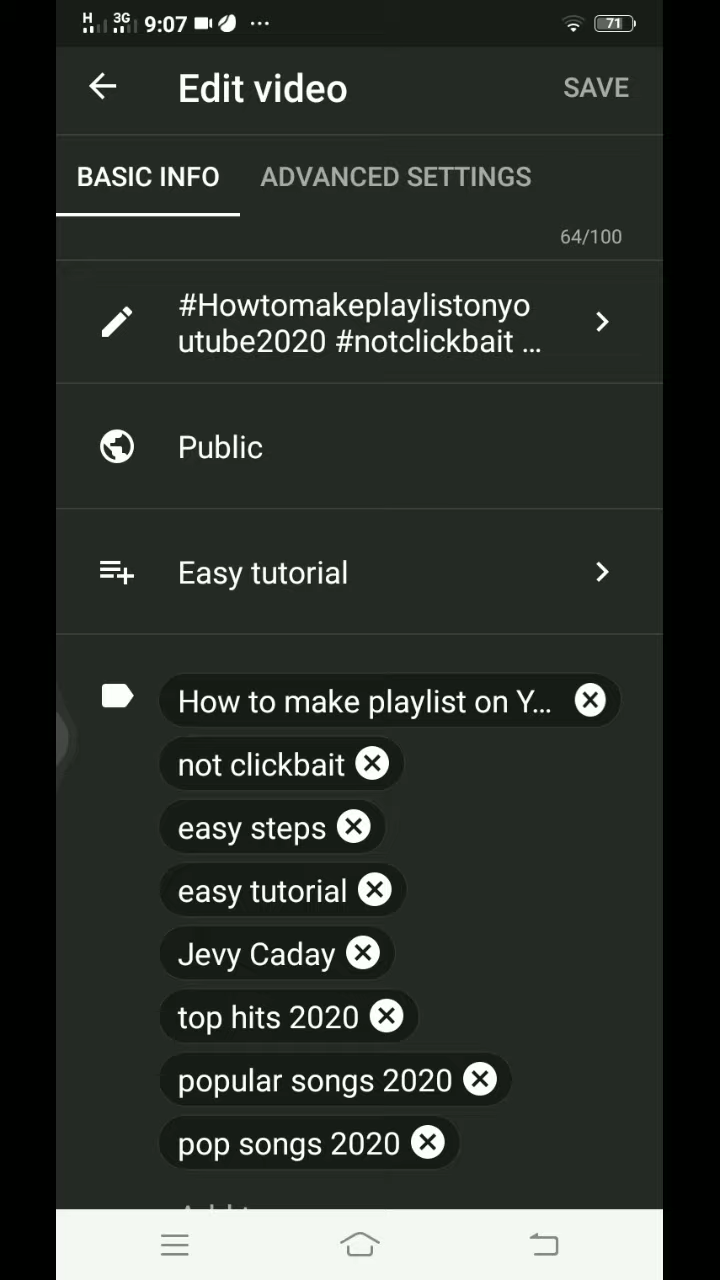 H 3G 9:07 ... 71
Edit video SAVE
BASIC INFO ADVANCED SETTINGS
64/100
#Howtomakeplaylistonyo
utube2020 #notclickbait ...
Public
Easy tutorial
How to make playlist on Y...
not clickbait
easy steps
easy tutorial
Jevy Caday
top hits 2020
popular songs 2020
pop songs 2020